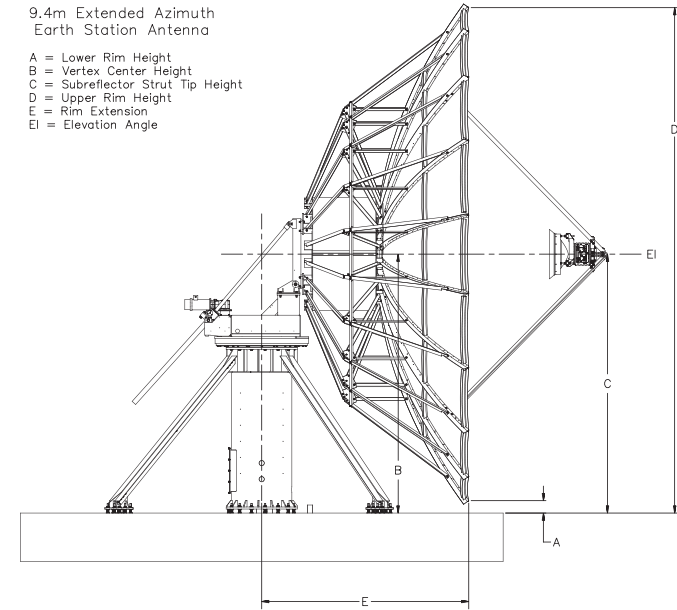 9.4m Extended Azimuth
Earth Station Antenna
A = Lower Rim Height
B = Vertex Center Height
C = Subreflector Strut Tip Height
D = Upper Rim Height
E = Rim Extension
El = Elevation Angle
D
El
C
B
A
E